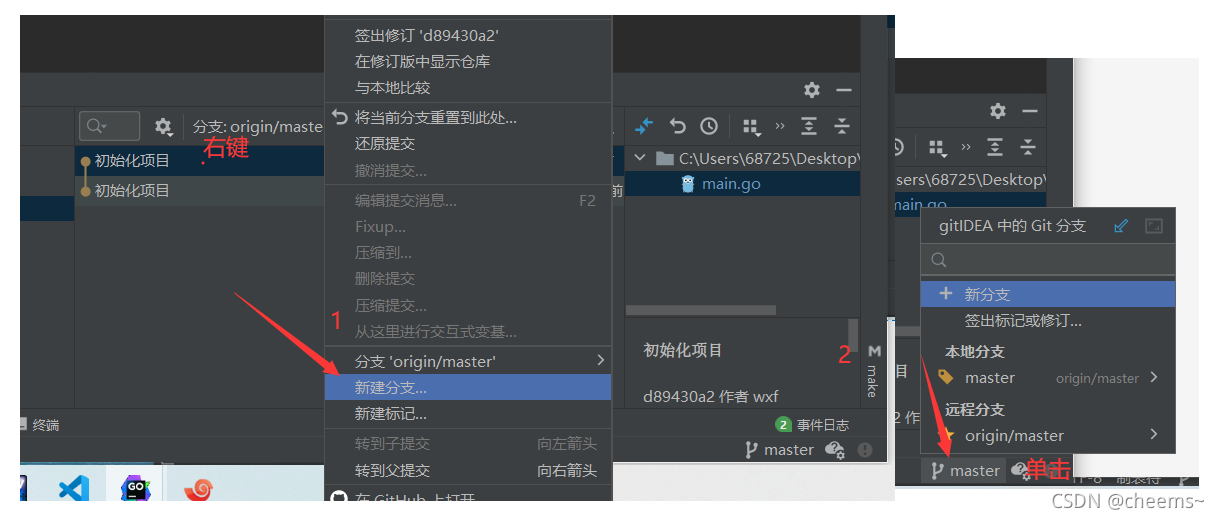 签出修订 'd89430a2'
在修订版中显示仓库
与本地比较
将当前分支重置到此处...
还原提交
撤消提交...
编辑提交消息... F2
Fixup...
压缩到...
删除提交
压缩提交...
从这里进行交互式变基...
分支 'origin/master'
新建分支...
新建标记...
转到子提交 向左箭头
转到父提交 向右箭头
在 GitHub 上打开
分支: origin/maste
右键
初始化项目
初始化项目
1
终端
GO
前
C:\Users\68725\Desktop\
main.go
初始化项目
d89430a2 作者 wxf
2
make
2 事件日志
master
sers\68725\Desktop\
main.go
gitIDEA 中的 Git 分支
新分支
签出标记或修订...
本地分支
master origin/master
远程分支
origin/master
目
2 作
master
单击
CSDN @cheems~